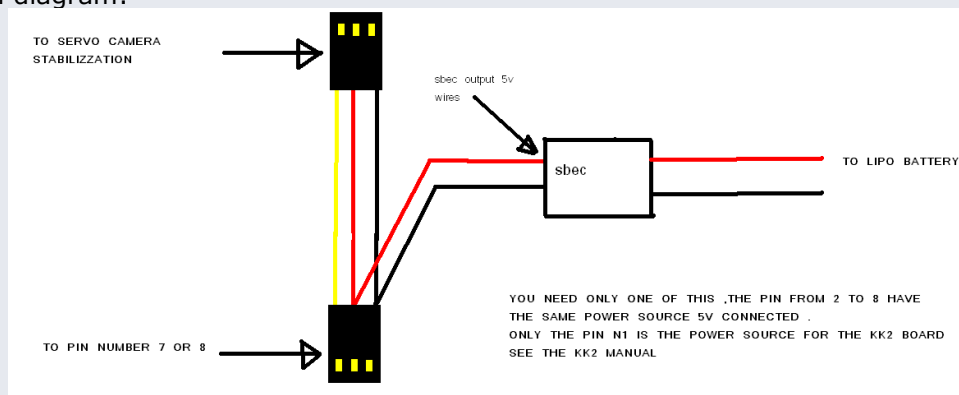 diagram:
TO SERVO CAMERA
STABILIZZATION
sbec output 5v
wires
sbec
TO LIPO BATTERY
YOU NEED ONLY ONE OF THIS ,THE PIN FROM 2 TO 8 HAVE
THE SAME POWER SOURCE 5V CONNECTED .
ONLY THE PIN N1 IS THE POWER SOURCE FOR THE KK2 BOARD
SEE THE KK2 MANUAL
TO PIN NUMBER 7 OR 8